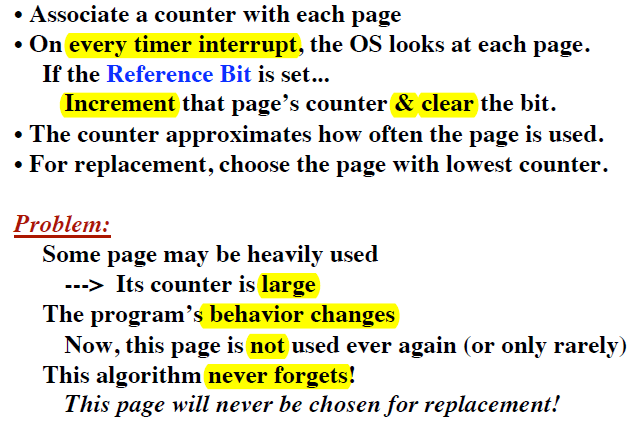 • Associate a counter with each page
• On every timer interrupt, the OS looks at each page.
If the Reference Bit is set...
Increment that page's counter & clear the bit.
• The counter approximates how often the page is used.
• For replacement, choose the page with lowest counter.
Problem:
Some page may be heavily used
---> Its counter is large
The program's behavior changes
Now, this page is not used ever again (or only rarely)
This algorithm never forgets!
This page will never be chosen for replacement!